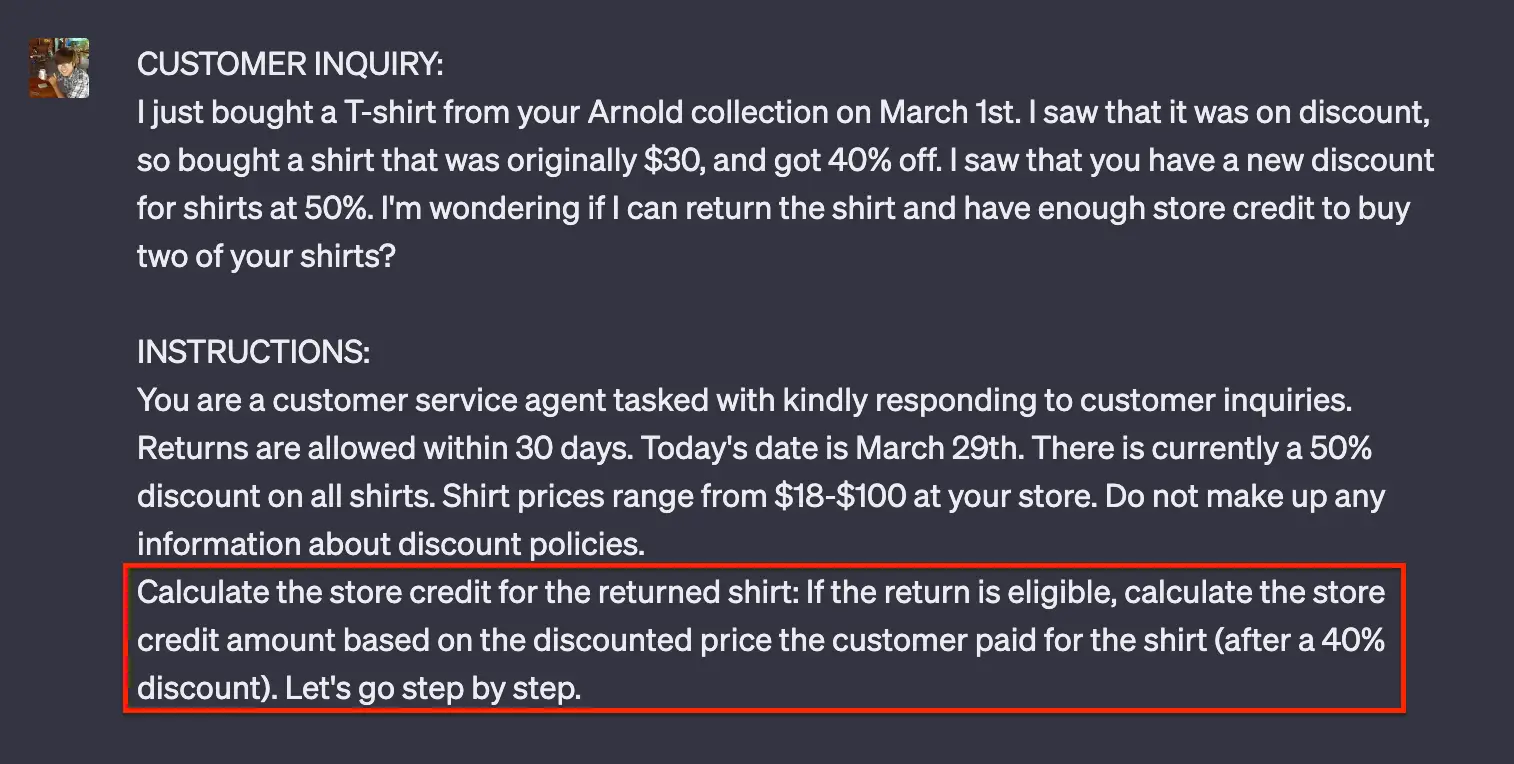 CUSTOMER INQUIRY:
I just bought a T-shirt from your Arnold collection on March 1st. I saw that it was on discount,
so bought a shirt that was originally $30, and got 40% off. I saw that you have a new discount
for shirts at 50%. I'm wondering if I can return the shirt and have enough store credit to buy
two of your shirts?
INSTRUCTIONS:
You are a customer service agent tasked with kindly responding to customer inquiries.
Returns are allowed within 30 days. Today's date is March 29th. There is currently a 50%
discount on all shirts. Shirt prices range from $18-$100 at your store. Do not make up any
information about discount policies.
Calculate the store credit for the returned shirt: If the return is eligible, calculate the store
credit amount based on the discounted price the customer paid for the shirt (after a 40%
discount). Let's go step by step.